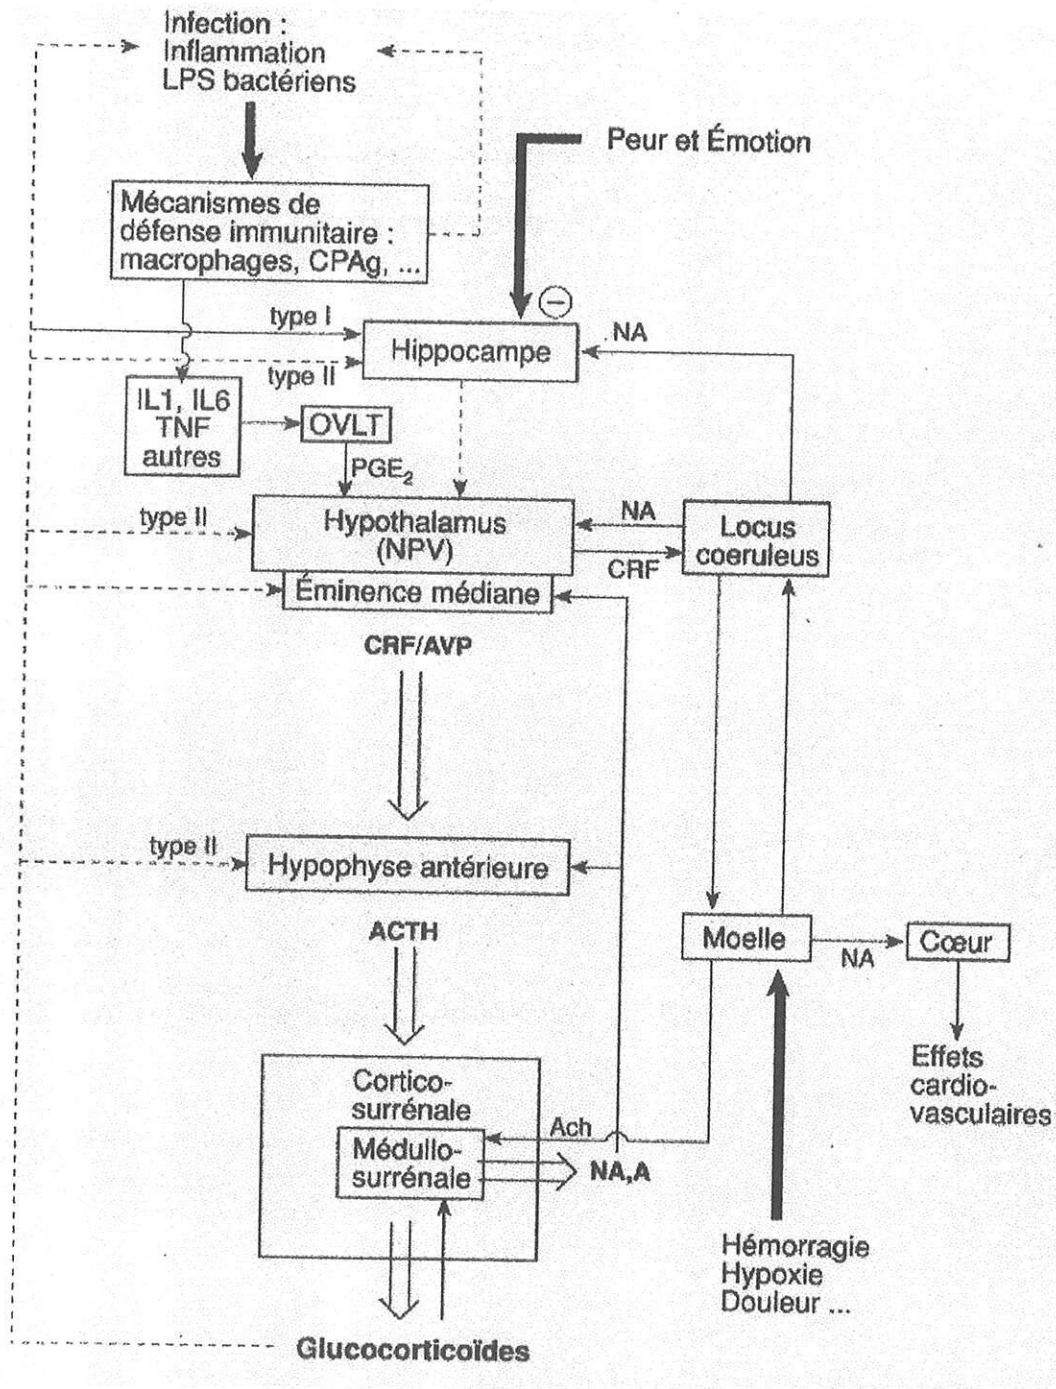 Infection :
Inflammation
LPS bactériens
Peur et Émotion
Mécanismes de
défense immunitaire :
macrophages, CPAg, ...
−
type I
NA
Hippocampe
type II
IL1, IL6
TNF
autres
OVLT
PGE₂
type II
Hypothalamus
(NPV)
NA
CRF
Locus
coeruleus
Éminence médiane
CRF/AVP
type II
Hypophyse antérieure
ACTH
Moelle
NA
Cœur
Effets
cardio-
vasculaires
Cortico-
surrénale
Ach
Médullo-
surrénale
NA,A
Hémorragie
Hypoxie
Douleur ...
Glucocorticoïdes